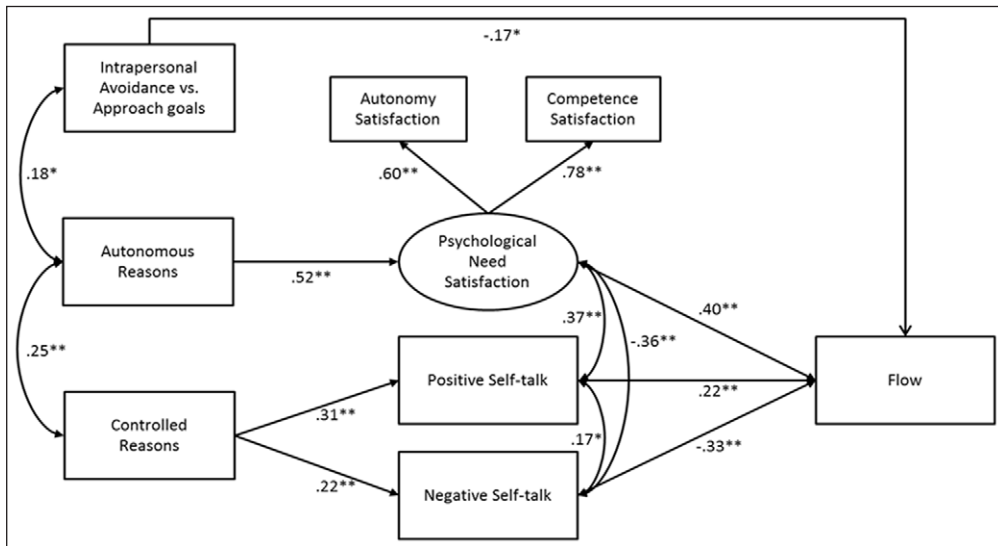 -.17*
Intrapersonal
Avoidance vs.
Approach goals
Autonomy
Satisfaction
Competence
Satisfaction
.18*
.60**
.78**
Autonomous
Reasons
.52**
Psychological
Need
Satisfaction
.25**
.37**
-.36**
.40**
Positive Self-talk
.22**
Flow
Controlled
Reasons
.31**
.22**
.17*
-.33**
Negative Self-talk